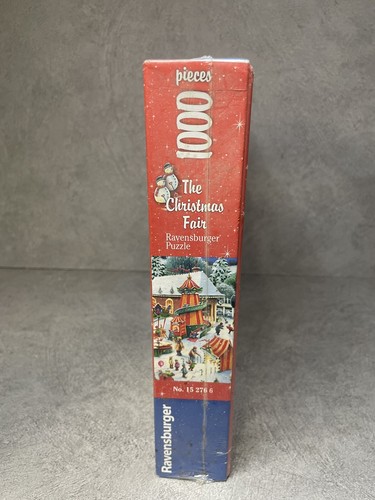 pieces
1000
The
Christmas
Fair
Ravensburger
Puzzle
No. 15 276 6
Ravensburger